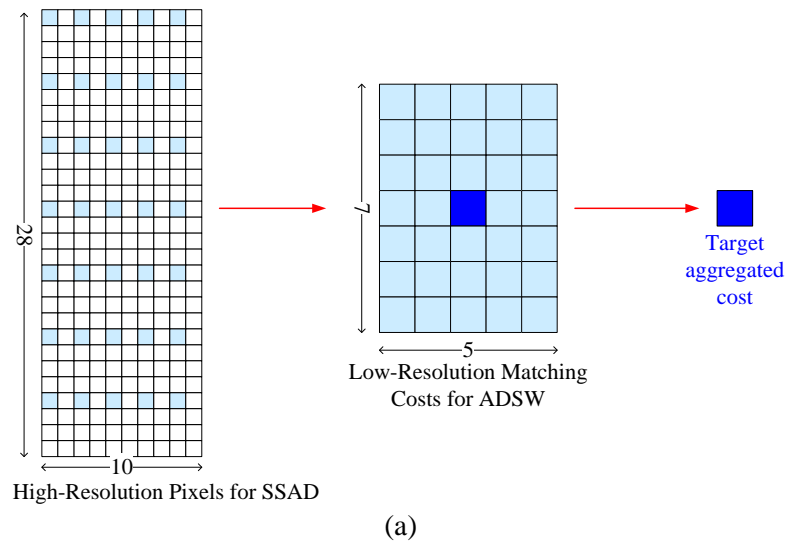 28
10
High-Resolution Pixels for SSAD
7
5
Low-Resolution Matching
Costs for ADSW
Target
aggregated
cost
(a)